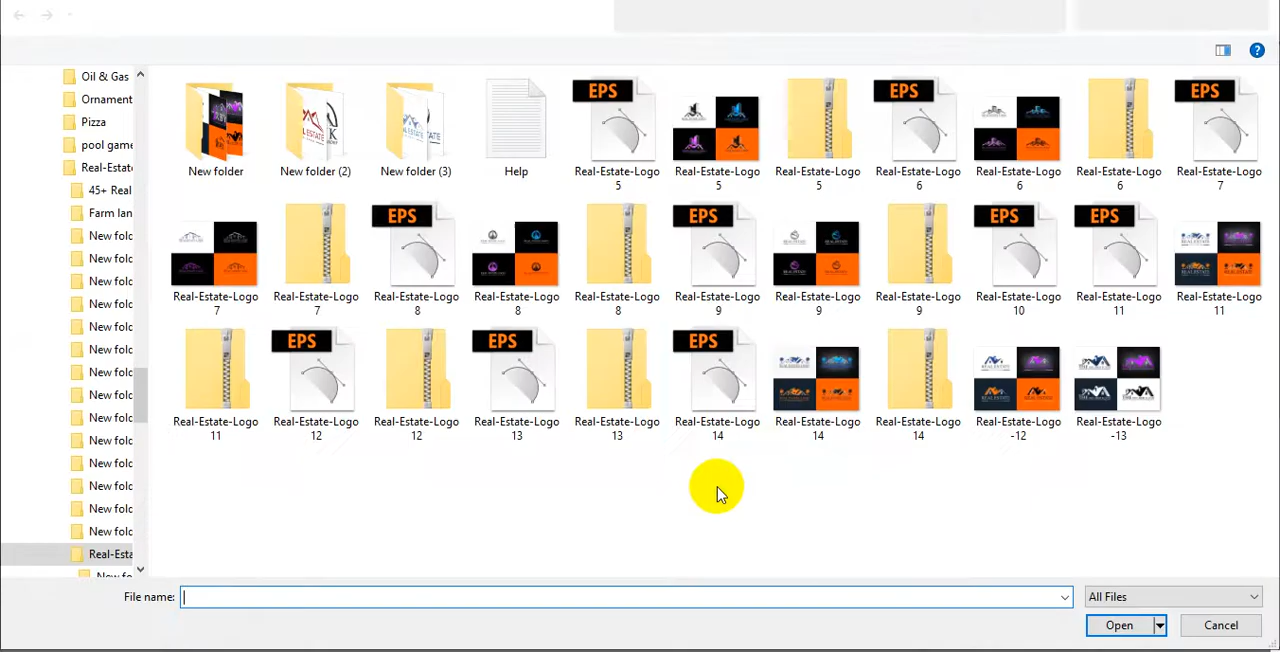 Oil & Gas
Ornament
Pizza
pool game
Real-Estate
45+ Real
Farm lan
New fold
New fold
New fold
New fold
New fold
New fold
New fold
New fold
New fold
New fold
New fold
New fold
New fold
New fold
Real-Esta
New fo
EPS
EPS
EPS
New folder
New folder (2)
New folder (3)
Help
Real-Estate-Logo
5
Real-Estate-Logo
5
Real-Estate-Logo
5
Real-Estate-Logo
6
Real-Estate-Logo
6
Real-Estate-Logo
6
Real-Estate-Logo
7
EPS
EPS
EPS
EPS
Real-Estate-Logo
7
Real-Estate-Logo
7
Real-Estate-Logo
8
Real-Estate-Logo
8
Real-Estate-Logo
8
Real-Estate-Logo
9
Real-Estate-Logo
9
Real-Estate-Logo
9
Real-Estate-Logo
10
Real-Estate-Logo
11
Real-Estate-Logo
11
EPS
EPS
EPS
Real-Estate-Logo
11
Real-Estate-Logo
12
Real-Estate-Logo
12
Real-Estate-Logo
13
Real-Estate-Logo
13
Real-Estate-Logo
14
Real-Estate-Logo
14
Real-Estate-Logo
14
Real-Estate-Logo
-12
Real-Estate-Logo
-13
File name:
All Files
Open
Cancel